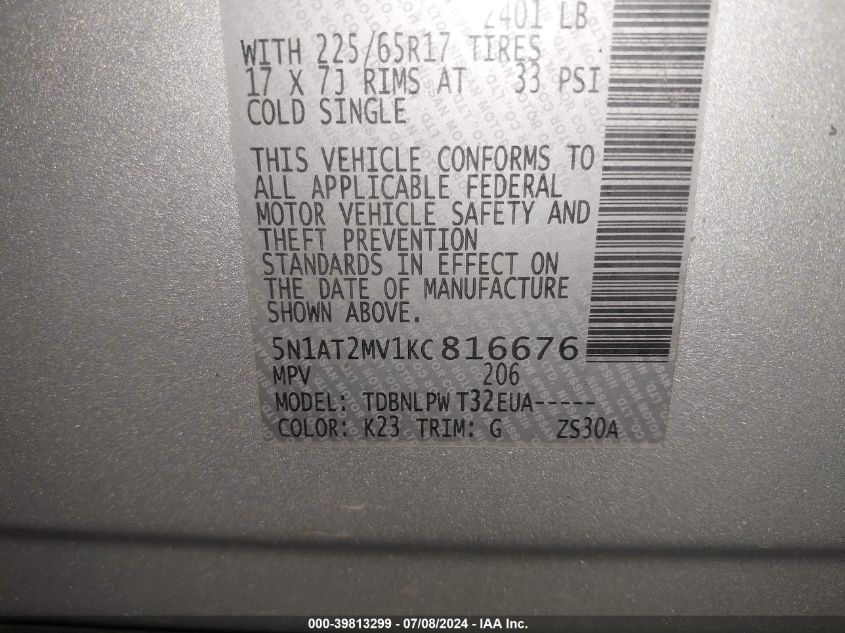 2401 LB
WITH 225/65R17 TIRES
17 X 7J RIMS AT 33 PSI
COLD SINGLE
THIS VEHICLE CONFORMS TO
ALL APPLICABLE FEDERAL
MOTOR VEHICLE SAFETY AND
THEFT PREVENTION
STANDARDS IN EFFECT ON
THE DATE OF MANUFACTURE
SHOWN ABOVE.
5N1AT2MV1KC816676
MPV 206
MODEL: TDBNLPW T32EUA-----
COLOR: K23 TRIM: G ZS30A
000-39813299 - 07/08/2024 - IAA Inc.